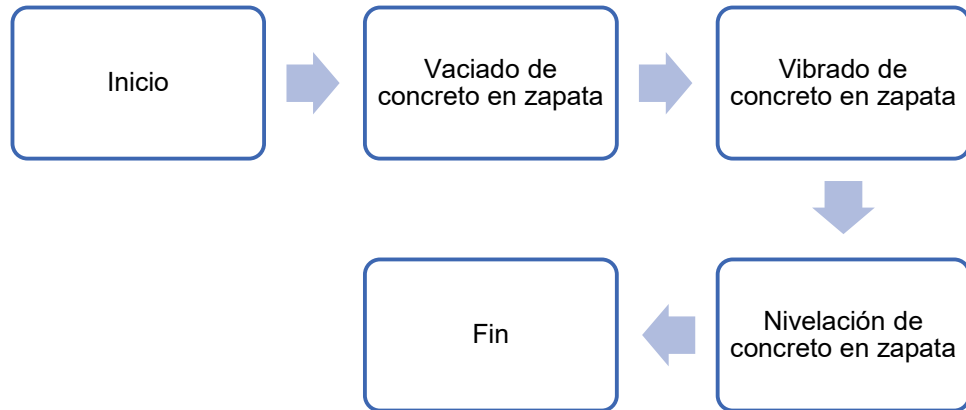 Inicio
Vaciado de
concreto en zapata
Vibrado de
concreto en zapata
Nivelación de
concreto en zapata
Fin